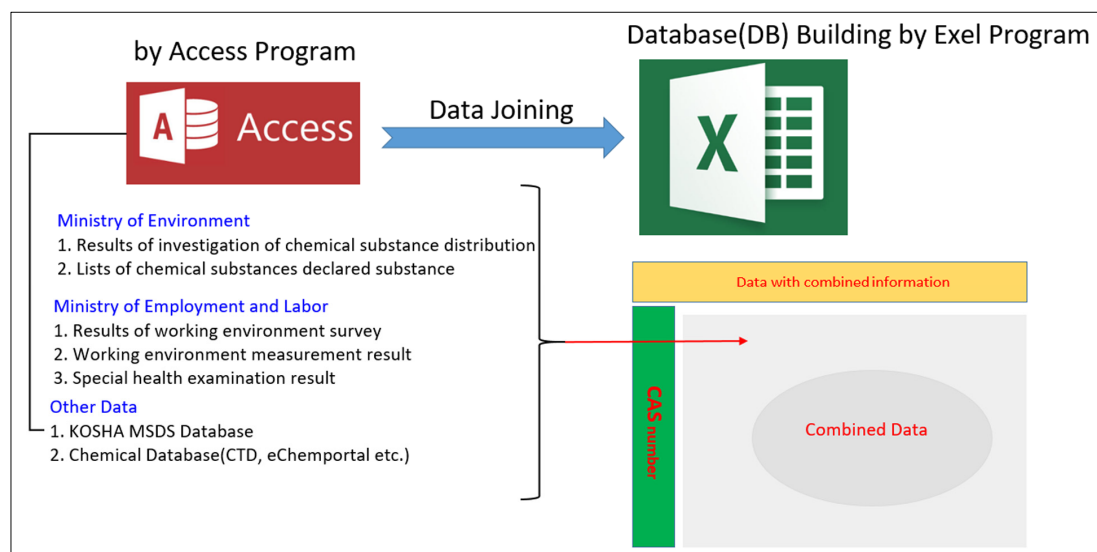 by Access Program
Database(DB) Building by Exel Program
A
Access
Data Joining
X
Ministry of Environment
1. Results of investigation of chemical substance distribution
2. Lists of chemical substances declared substance
Ministry of Employment and Labor
1. Results of working environment survey
2. Working environment measurement result
3. Special health examination result
Other Data
1. KOSHA MSDS Database
2. Chemical Database(CTD, eChemportal etc.)
Data with combined information
CAS number
Combined Data